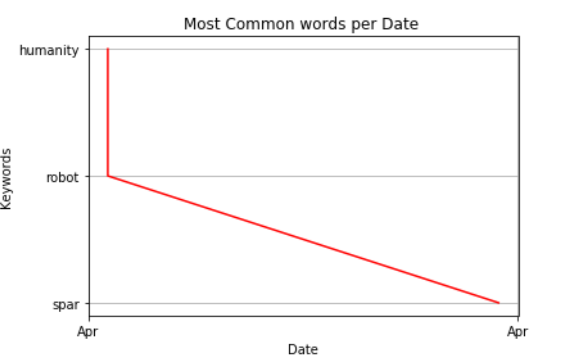 Most Common words per Date
humanity
Keywords
robot
spar
Apr Apr
Date